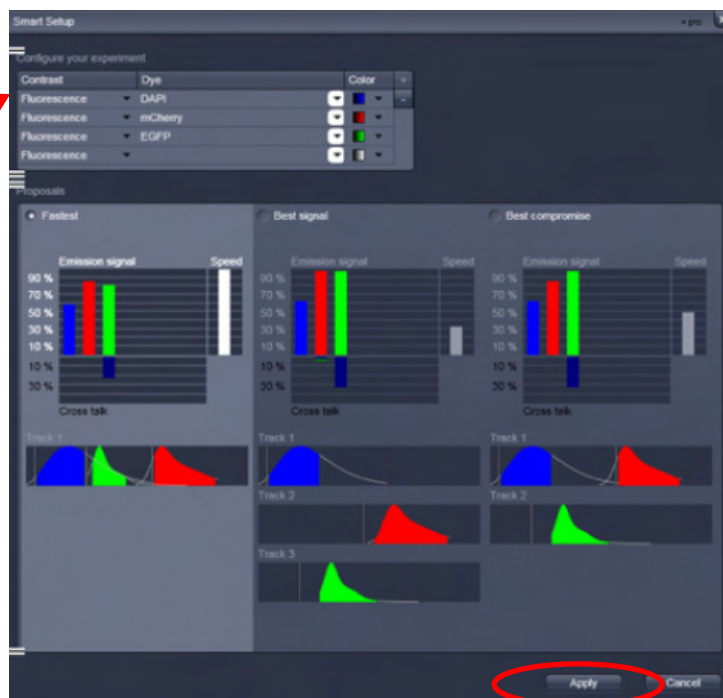 Smart Setup + pro
Configure your experiment
Contrast Dye Color +
Fluorescence DAPI -
Fluorescence mCherry
Fluorescence EGFP
Fluorescence
Proposals
Fastest Best signal Best compromise
Emission signal Speed Emission signal Speed Emission signal Speed
90 % 90 % 90 %
70 % 70 % 70 %
50 % 50 % 50 %
30 % 30 % 30 %
10 % 10 % 10 %
10 % 10 % 10 %
30 % 30 % 30 %
Cross talk Cross talk Cross talk
Track 1 Track 1 Track 1
Track 2 Track 2
Track 3
Apply Cancel